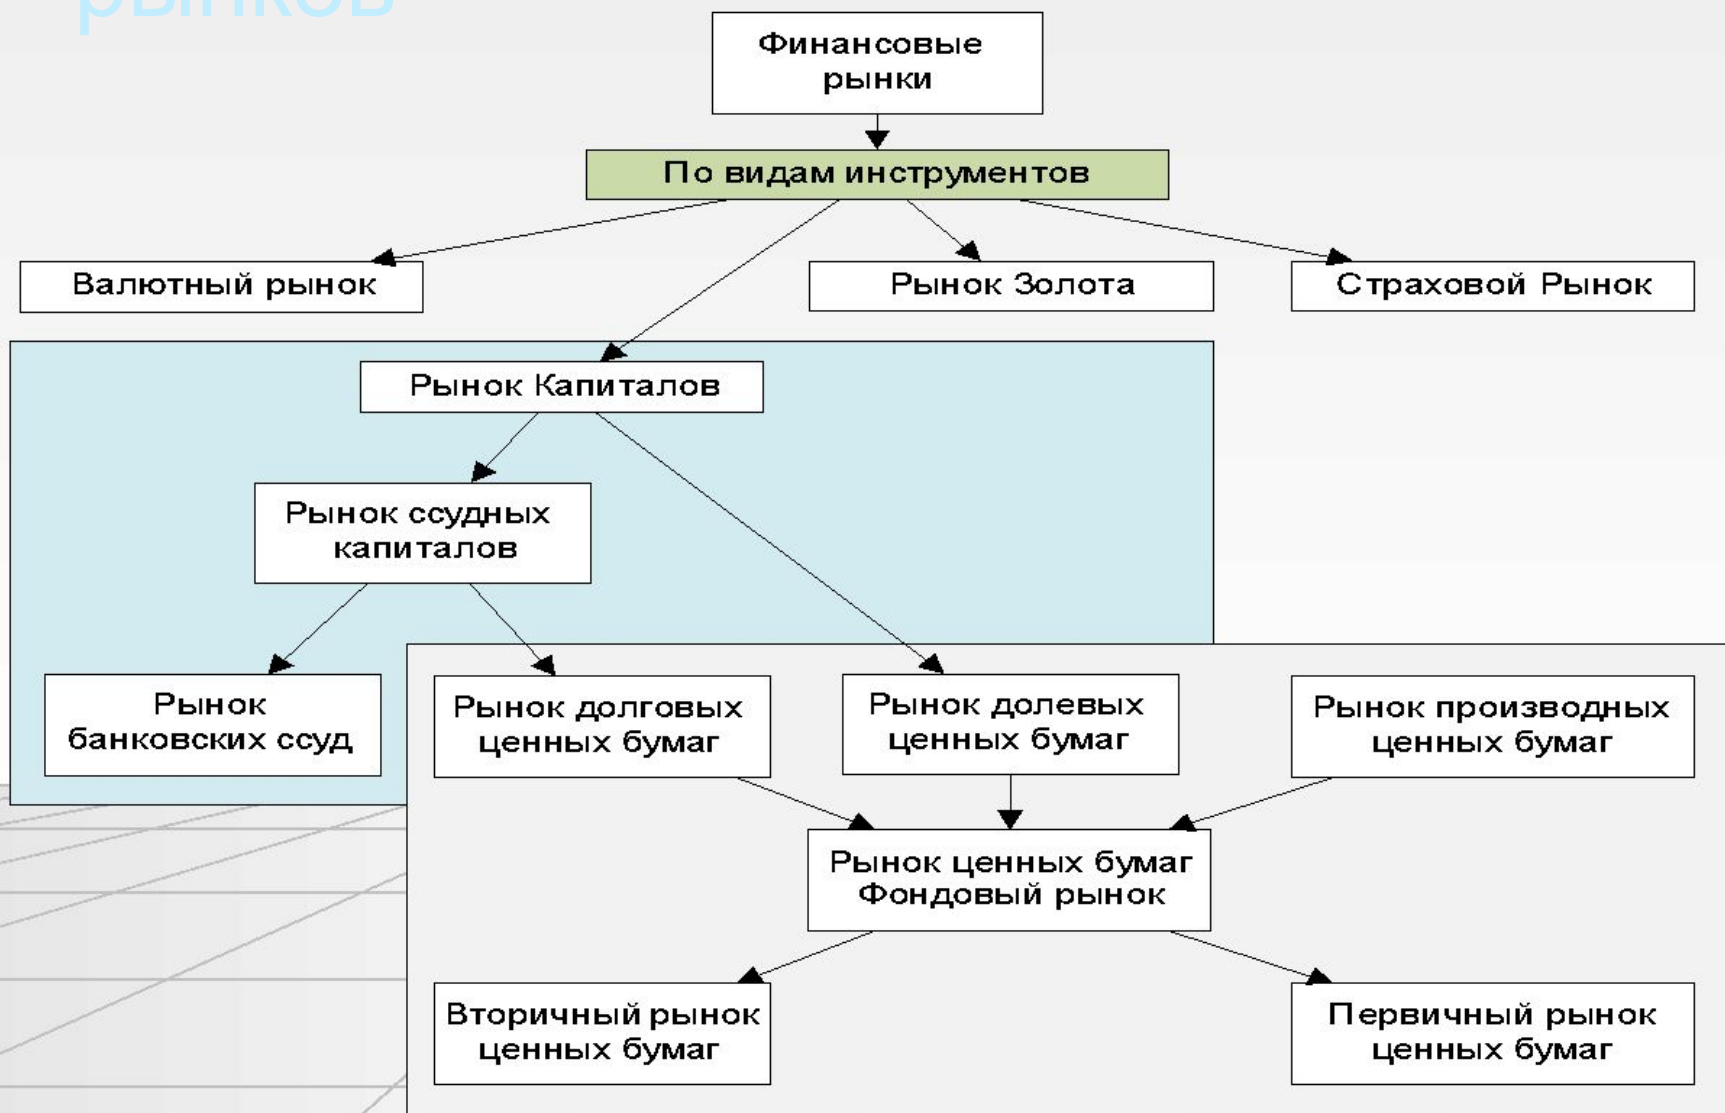 рынков
Финансовые
рынки
По видам инструментов
Валютный рынок
Рынок Золота
Страховой Рынок
Рынок Капиталов
Рынок ссудных
капиталов
Рынок
банковских ссуд
Рынок долговых
ценных бумаг
Рынок долевых
ценных бумаг
Рынок производных
ценных бумаг
Рынок ценных бумаг
Фондовый рынок
Вторичный рынок
ценных бумаг
Первичный рынок
ценных бумаг